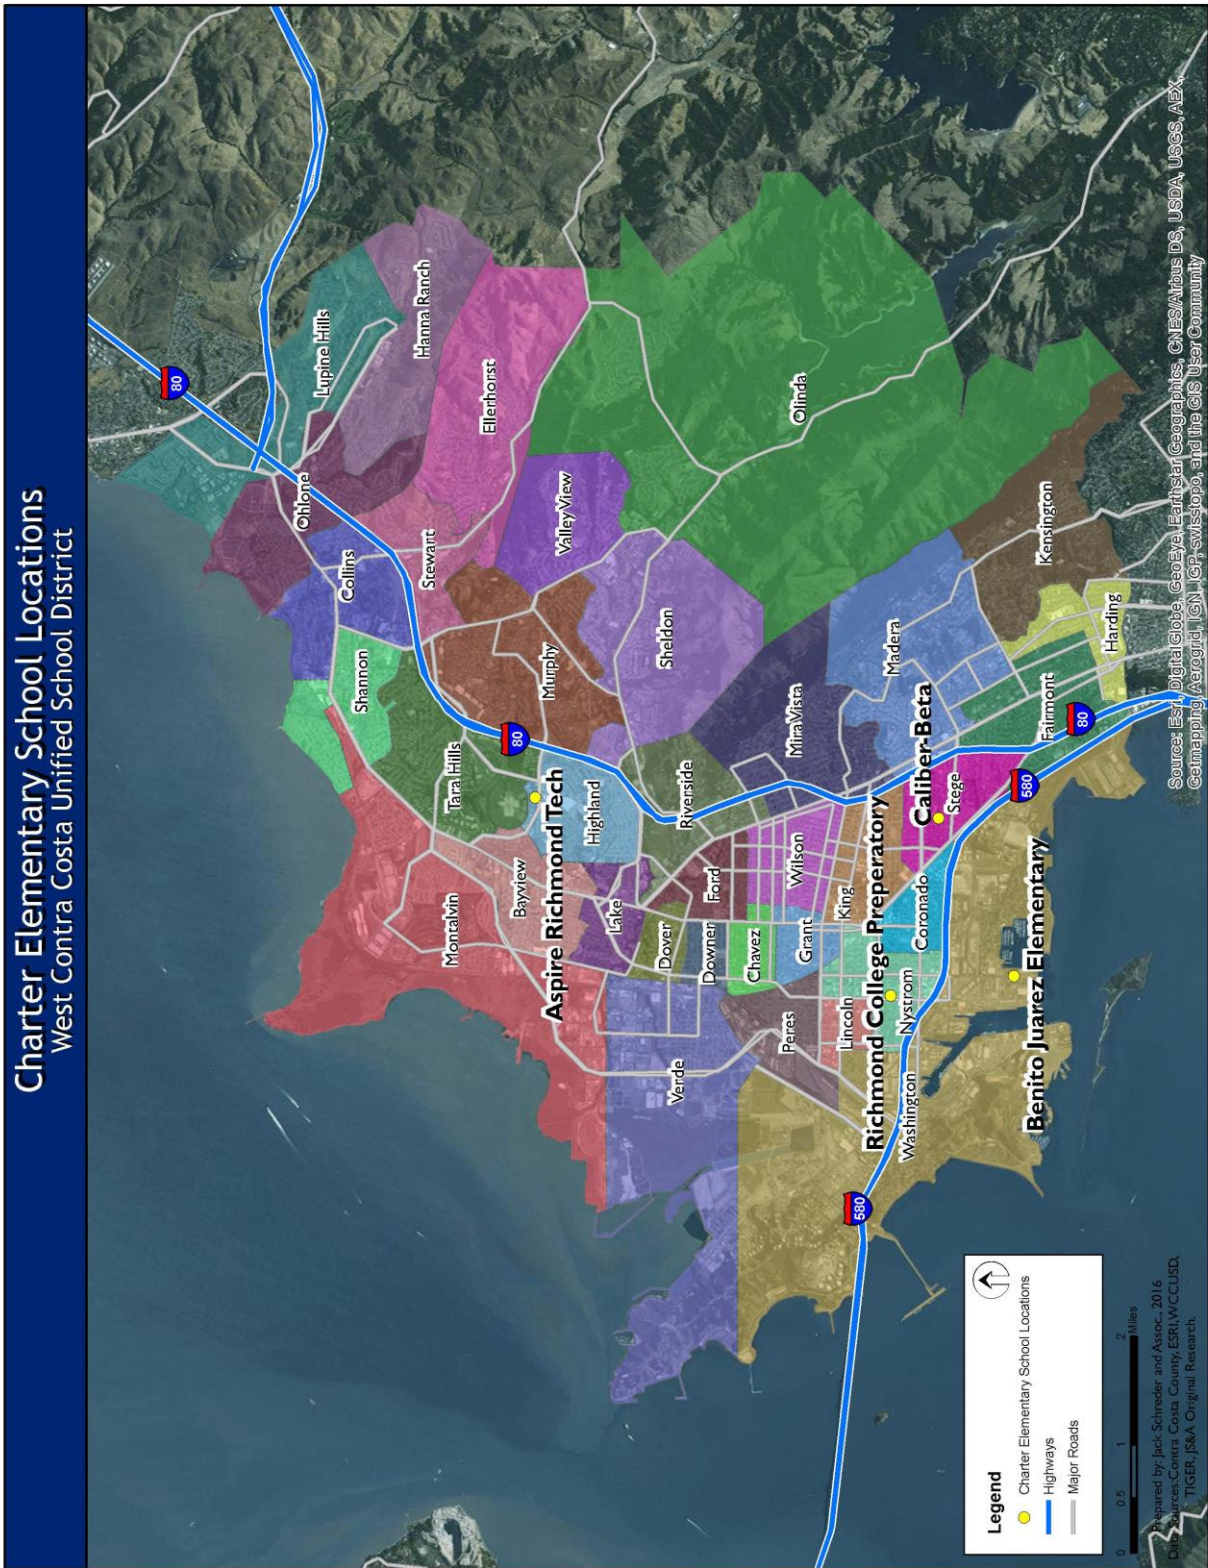 Charter Elementary School Locations
West Contra Costa Unified School District
80
Lupine Hills
Hanna Ranch
Ohlone
Collins
Ellerhorst
Stewart
Shannon
Valley View
Tara Hills
Murphy
Olinda
80
Sheldon
Montalvin
Bayview
Highland
Aspire Richmond Tech
Riverside
Mira Vista
Madera
Kensington
Lake
Ford
Wilson
Dover
Downer
Chavez
Grant
King
Harding
Fairmont
80
Caliber Beta
Stege
580
Verde
Peres
Lincoln
Coronado
Richmond College Preparatory
Nystrom
Washington
Benito Juarez Elementary
580
Legend
Charter Elementary School Locations
Highways
Major Roads
0 0.5 1 2
Miles
Prepared by: Jack Schreder and Assoc., 2016
Data Sources:Contra Costa County, ESRI,WCCUSD,
TIGER, JS&A Original Research.
Source: Esri, DigitalGlobe, GeoEye, Earthstar Geographics, CNES/Airbus DS, USDA, USGS, AEX,
Getmapping, Aerogrid, IGN, IGP, swisstopo, and the GIS User Community